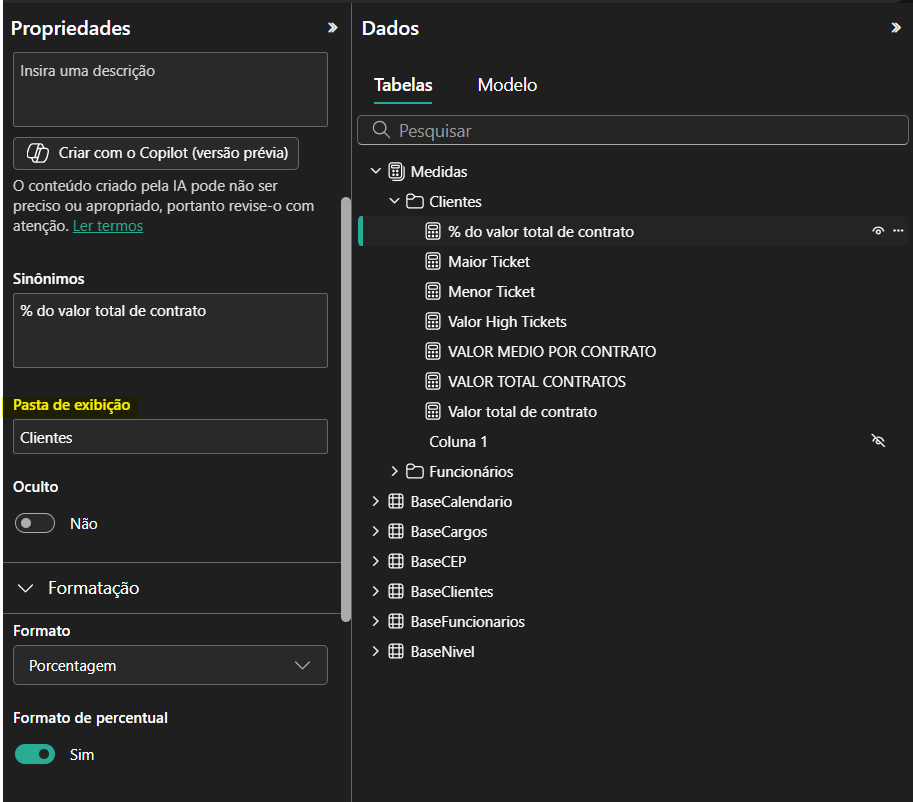 Propriedades
Insira uma descrição
Criar com o Copilot (versão prévia)
O conteúdo criado pela IA pode não ser
preciso ou apropriado, portanto revise-o com
atenção. Ler termos
Sinônimos
% do valor total de contrato
Pasta de exibição
Clientes
Oculto
Não
Formatação
Formato
Porcentagem
Formato de percentual
Sim
Dados
Tabelas Modelo
Pesquisar
Medidas
Clientes
% do valor total de contrato
Maior Ticket
Menor Ticket
Valor High Tickets
VALOR MEDIO POR CONTRATO
VALOR TOTAL CONTRATOS
Valor total de contrato
Coluna 1
Funcionários
BaseCalendario
BaseCargos
BaseCEP
BaseClientes
BaseFuncionarios
BaseNivel